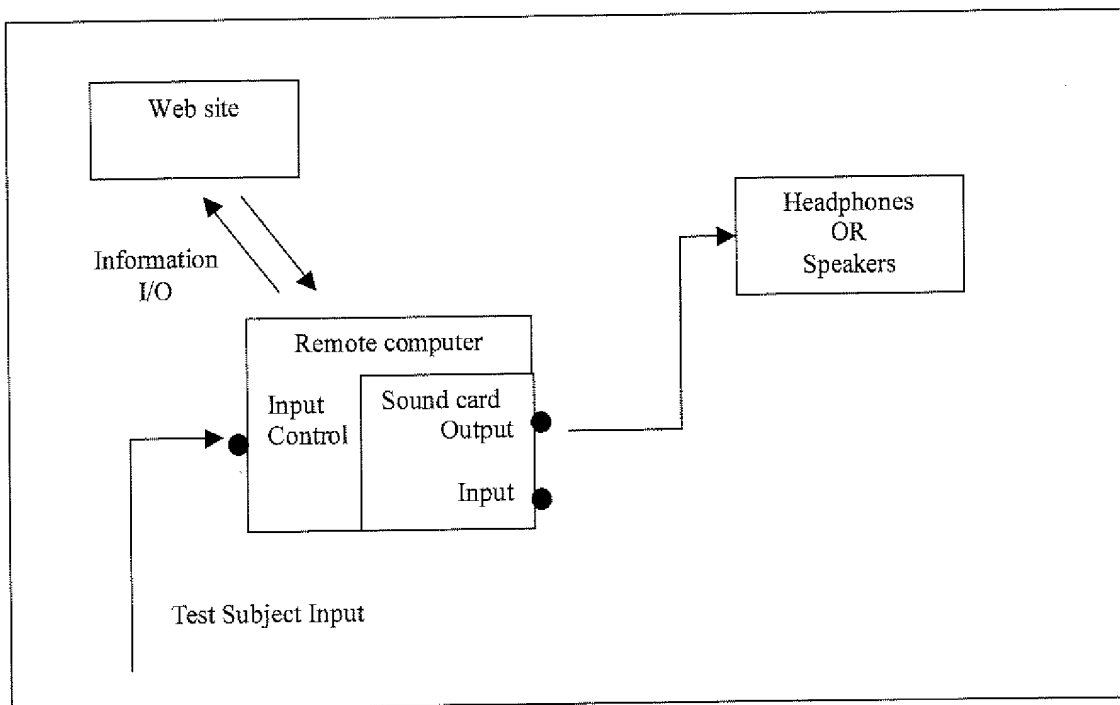 Web site
Headphones
OR
Speakers
Information
I/O
Remote computer
Input
Control
Sound card
Output
Input
Test Subject Input